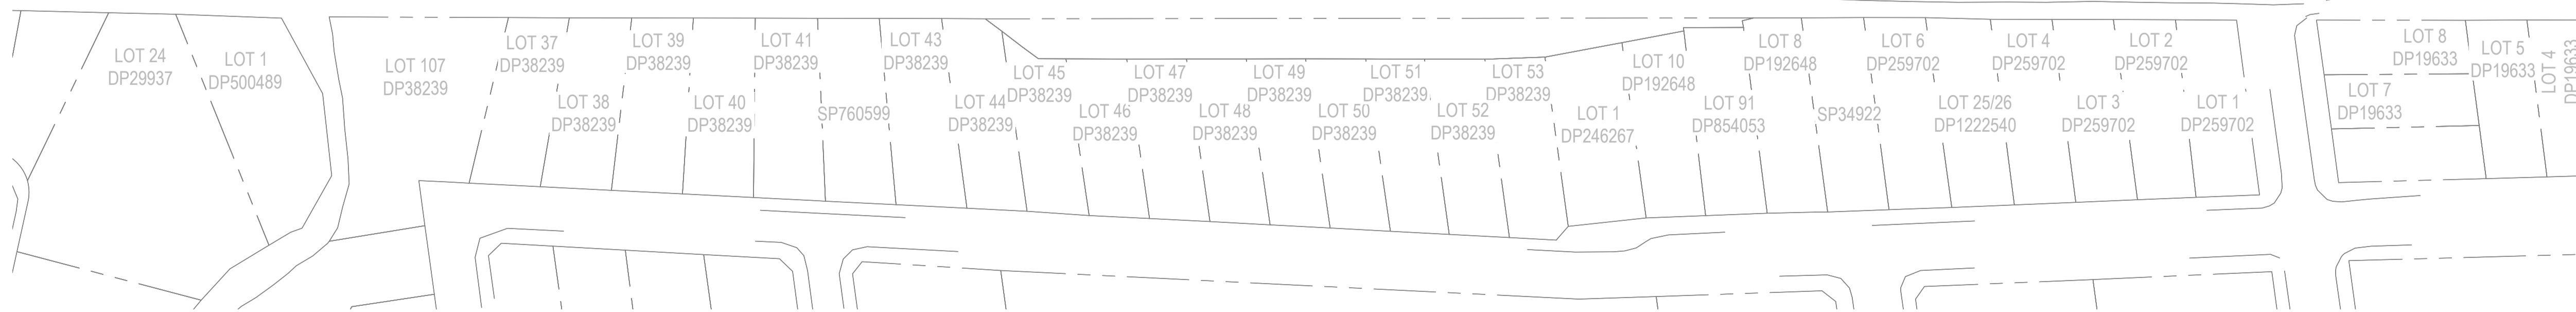 LOT 24
DP29937
LOT 1
DP500489
LOT 107
DP38239
LOT 37
DP38239
LOT 38
DP38239
LOT 39
DP38239
LOT 40
DP38239
LOT 41
DP38239
SP760599
LOT 43
DP38239
LOT 44
DP38239
LOT 45
DP38239
LOT 46
DP38239
LOT 47
DP38239
LOT 48
DP38239
LOT 49
DP38239
LOT 50
DP38239
LOT 51
DP38239
LOT 52
DP38239
LOT 53
DP38239
LOT 1
DP246267
LOT 10
DP192648
LOT 91
DP854053
LOT 8
DP192648
SP34922
LOT 6
DP259702
LOT 25/26
DP1222540
LOT 4
DP259702
LOT 3
DP259702
LOT 2
DP259702
LOT 1
DP259702
LOT 8
DP19633
LOT 7
DP19633
LOT 5
DP19633
LOT 4
DP19633